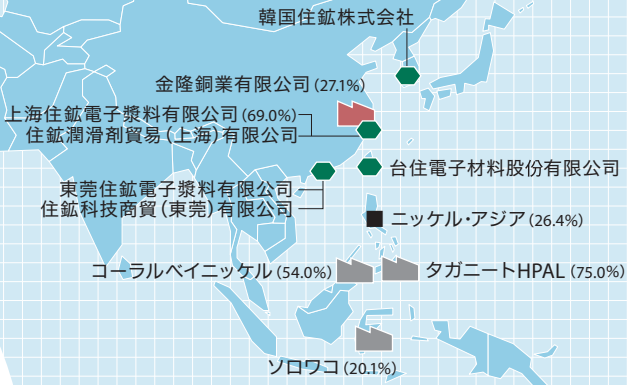 韓国住鉱株式会社
金隆銅業有限公司(27.1%)
上海住鉱電子漿料有限公司(69.0%)
住鉱潤滑剤貿易(上海)有限公司
台住電子材料股份有限公司
東莞住鉱電子漿料有限公司
住鉱科技商貿(東莞)有限公司
ニッケル・アジア(26.4%)
コーラルベイニッケル(54.0%)
タガニートHPAL(75.0%)
ソロワコ(20.1%)